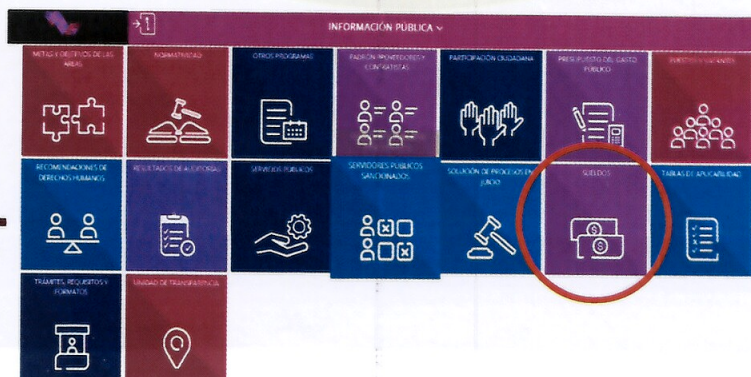 INFORMACIÓN PÚBLICA
METAS Y OBJETIVOS DE LAS
ÁREAS
NORMATIVIDAD
OTROS PROGRAMAS
PADRÓN PROVEEDORES Y
CONTRATISTAS
PARTICIPACIÓN CIUDADANA
PRESUPUESTO DEL GASTO
PÚBLICO
PUESTOS Y VACANTES
RECOMENDACIONES DE
DERECHOS HUMANOS
RESULTADOS DE AUDITORÍAS
SERVICIOS PÚBLICOS
SERVIDORES PÚBLICOS
SANCIONADOS
SOLUCIÓN DE PROCESOS EN
JUICIO
SUELDOS
TABLAS DE APLICABILIDAD
TRÁMITES, REQUISITOS Y
FORMATOS
UNIDAD DE TRANSPARENCIA